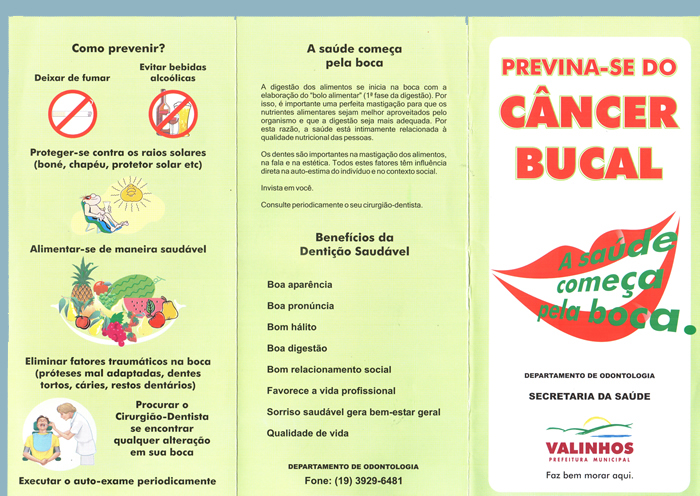 Como prevenir?
Deixar de fumar
Evitar bebidas
alcoólicas
Proteger-se contra os raios solares
(boné, chapéu, protetor solar etc)
Alimentar-se de maneira saudável
Eliminar fatores traumáticos na boca
(próteses mal adaptadas, dentes
tortos, cáries, restos dentários)
Procurar o
Cirurgião-Dentista
se encontrar
qualquer alteração
em sua boca
Executar o auto-exame periodicamente
A saúde começa
pela boca
A digestão dos alimentos se inicia na boca com a
elaboração do "bolo alimentar" (1ª fase da digestão). Por
isso, é importante uma perfeita mastigação para que os
nutrientes alimentares sejam melhor aproveitados pelo
organismo e que a digestão seja mais adequada. Por
esta razão, a saúde está intimamente relacionada à
qualidade nutricional das pessoas.
Os dentes são importantes na mastigação dos alimentos,
na fala e na estética. Todos estes fatores têm influência
direta na auto-estima do indivíduo e no contexto social.
Invista em você.
Consulte periodicamente o seu cirurgião-dentista.
Benefícios da
Dentição Saudável
Boa aparência
Boa pronúncia
Bom hálito
Boa digestão
Bom relacionamento social
Favorece a vida profissional
Sorriso saudável gera bem-estar geral
Qualidade de vida
DEPARTAMENTO DE ODONTOLOGIA
Fone: (19) 3929-6481
PREVINA-SE DO
CÂNCER
BUCAL
A saúde
começa
pela boca.
DEPARTAMENTO DE ODONTOLOGIA
SECRETARIA DA SAÚDE
VALINHOS
PREFEITURA MUNICIPAL
Faz bem morar aqui.